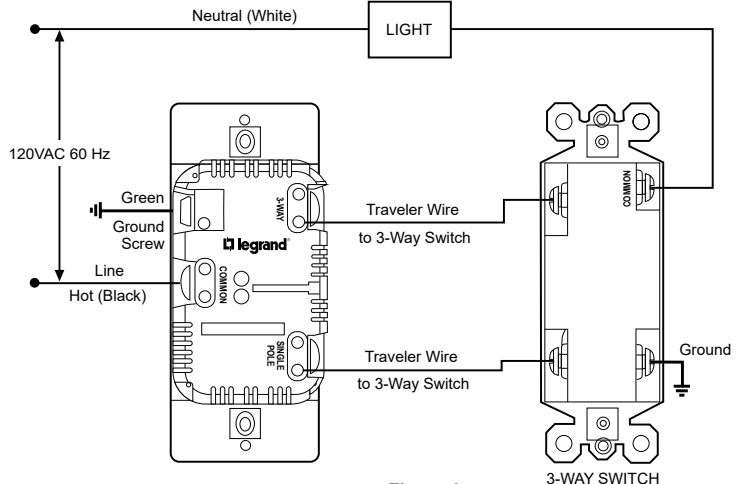 Neutral (White)
LIGHT
120VAC 60 Hz
Green
Ground
Screw
3-WAY
legrand
Traveler Wire
to 3-Way Switch
COMMON
Line
Hot (Black)
COMMON
SINGLE
POLE
Traveler Wire
to 3-Way Switch
Ground
3-WAY SWITCH